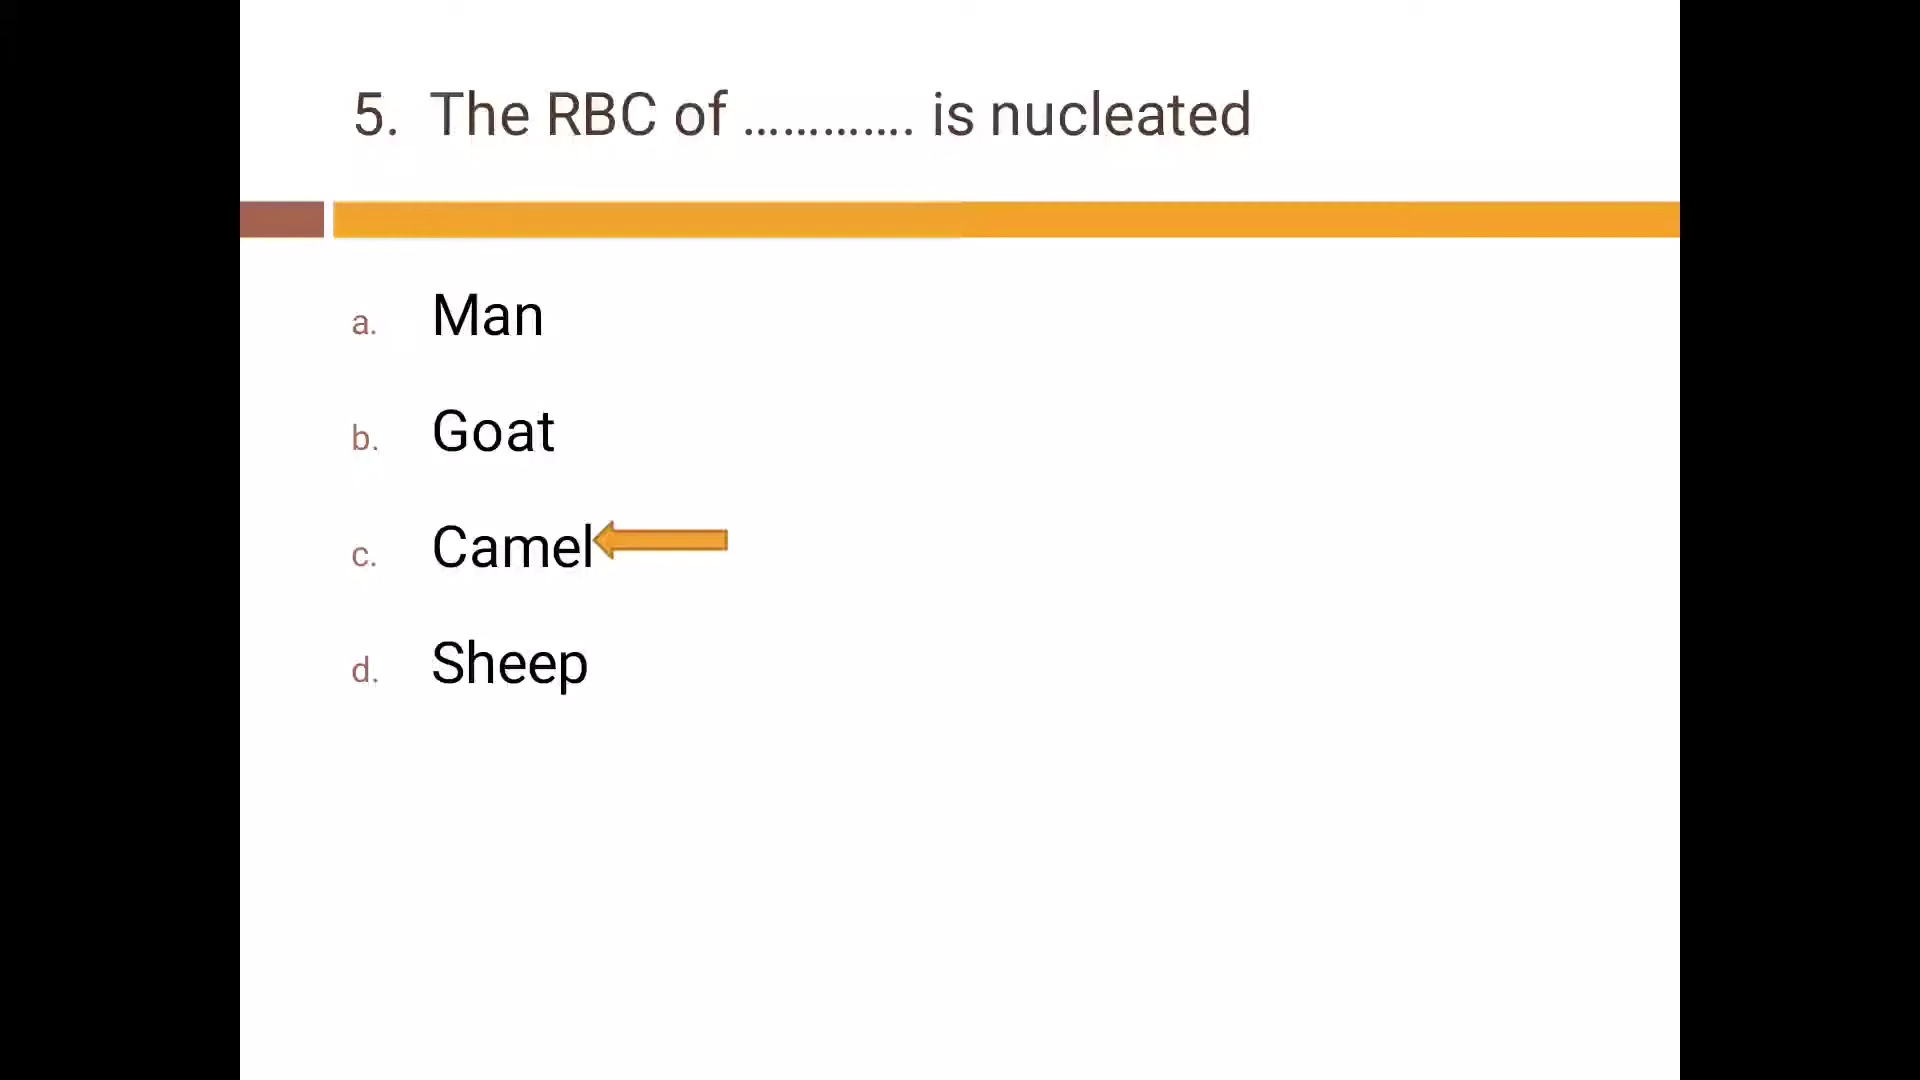 5. The RBC of …………. is nucleated
a. Man
b. Goat
c. Camel
d. Sheep